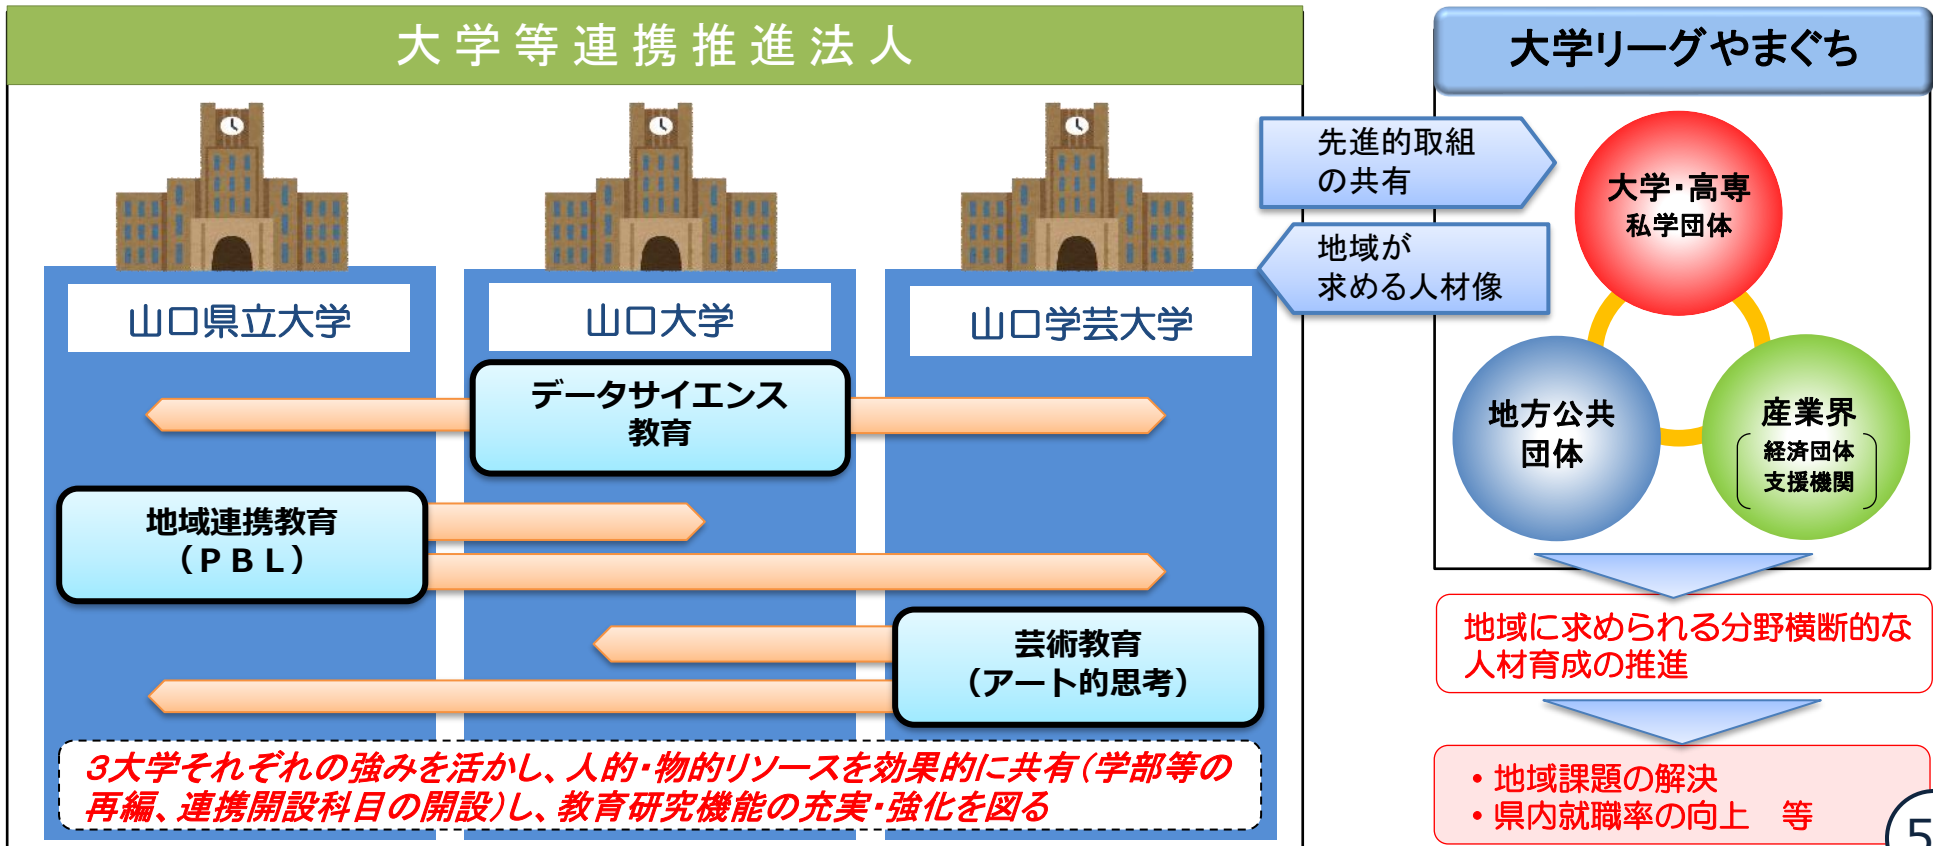 大学等連携推進法人
山口県立大学
山口大学
山口学芸大学
データサイエンス
教育
地域連携教育
（ＰＢＬ）
芸術教育
（アート的思考）
3大学それぞれの強みを活かし、人的・物的リソースを効果的に共有（学部等の
再編、連携開設科目の開設）し、教育研究機能の充実・強化を図る
先進的取組
の共有
地域が
求める人材像
大学リーグやまぐち
大学・高専
私学団体
地方公共
団体
産業界
経済団体
支援機関
地域に求められる分野横断的な
人材育成の推進
・地域課題の解決
・県内就職率の向上　等
5